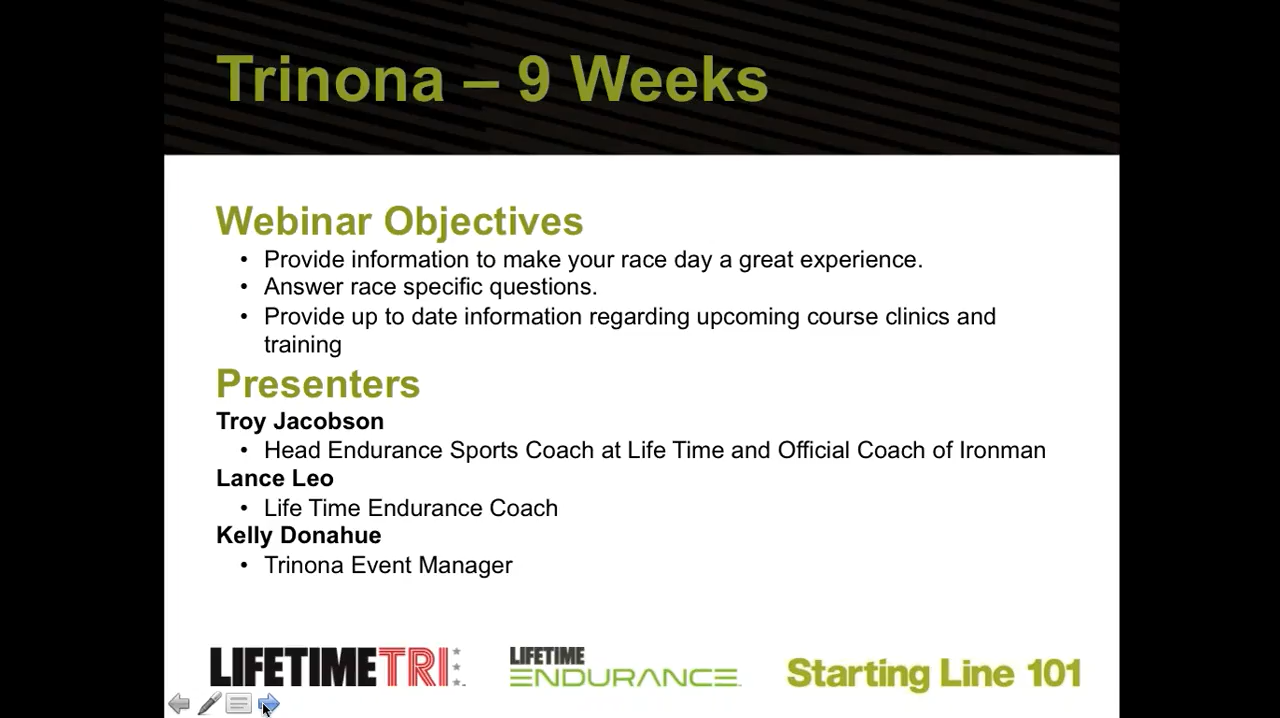 Trinona – 9 Weeks
Webinar Objectives
• Provide information to make your race day a great experience.
• Answer race specific questions.
• Provide up to date information regarding upcoming course clinics and
training
Presenters
Troy Jacobson
• Head Endurance Sports Coach at Life Time and Official Coach of Ironman
Lance Leo
• Life Time Endurance Coach
Kelly Donahue
• Trinona Event Manager
LIFETIMETRI
LIFETIME
ENDURANCE
Starting Line 101